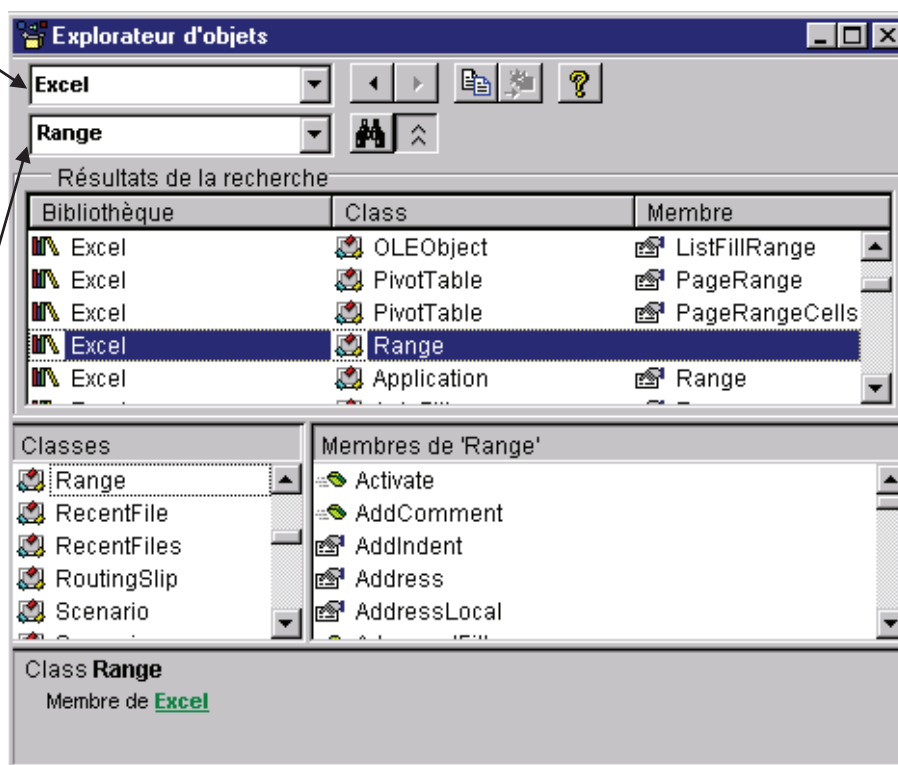 Explorateur d'objets
Excel
Range
Résultats de la recherche
Bibliothèque Class Membre
Excel OLEObject ListFillRange
Excel PivotTable PageRange
Excel PivotTable PageRangeCells
Excel Range
Excel Application Range
Classes Membres de 'Range'
Range Activate
RecentFile AddComment
RecentFiles AddIndent
RoutingSlip Address
Scenario AddressLocal
Class Range
Membre de Excel